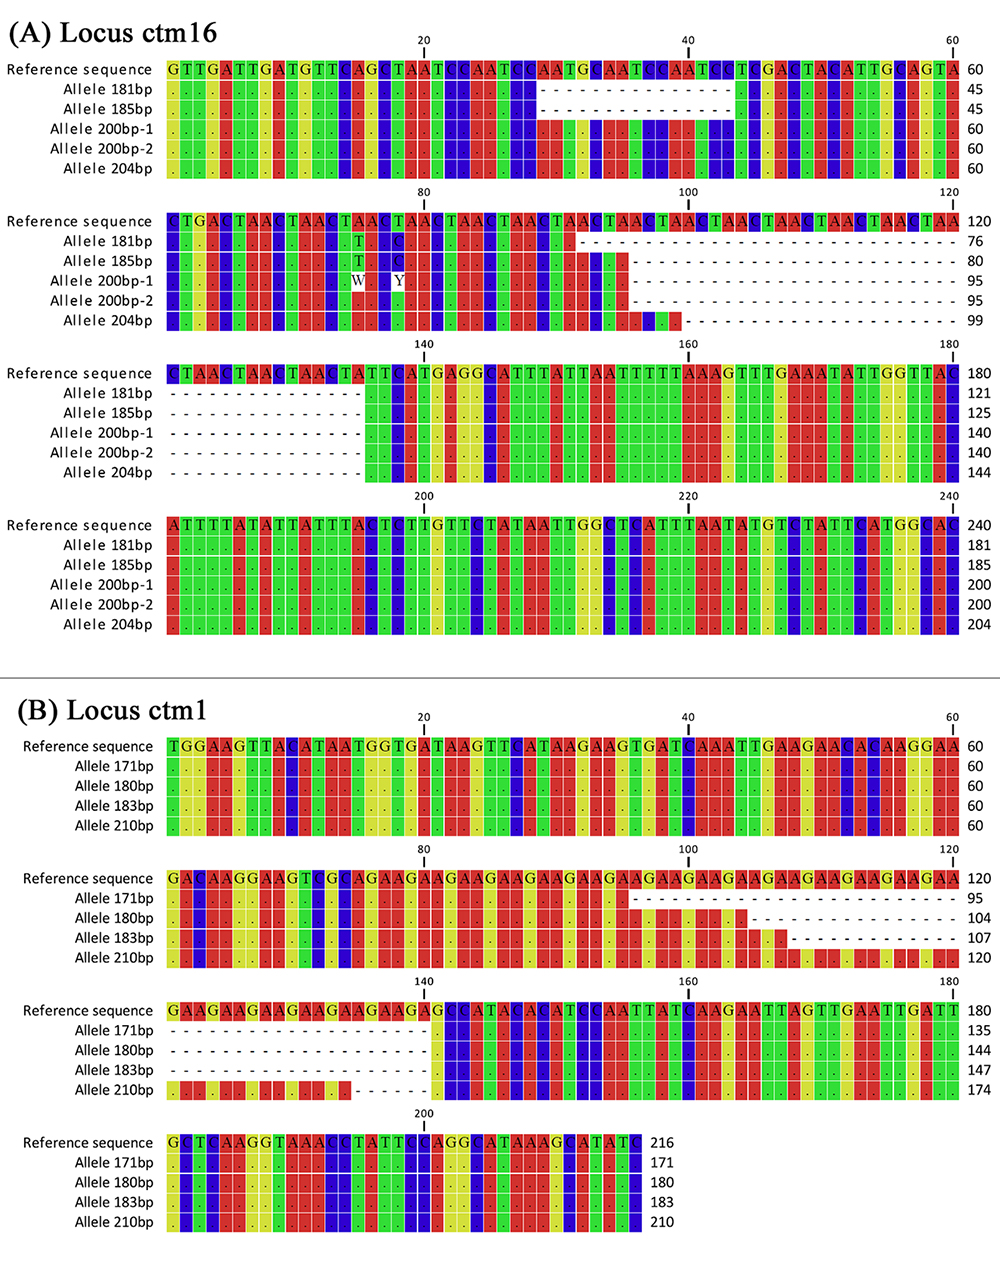 (A) Locus ctm16
20 40 60
Reference sequence GTTGATTGATGTTCAGCTAATCCAATCCAATGCAATCCAATCCTCGACTACATTGCAGTA 60
Allele 181bp 45
Allele 185bp 45
Allele 200bp-1 60
Allele 200bp-2 60
Allele 204bp 60
80 100 120
Reference sequence CTGACTAACTAACTAACTAACTAACTAACTAACTAACTAACTAACTAACTAACTAACTAA 120
Allele 181bp T C 76
Allele 185bp T C 80
Allele 200bp-1 W Y 95
Allele 200bp-2 95
Allele 204bp 99
140 160 180
Reference sequence CTAACTAACTAACTATTCATGAGGCATTTATTAATTTTTAAAGTTTGAAATATTGGTTAC 180
Allele 181bp 121
Allele 185bp 125
Allele 200bp-1 140
Allele 200bp-2 140
Allele 204bp 144
200 220 240
Reference sequence ATTTTATATTATTTACTCTTGTTCTATAATTGGCTCATTTAATATGTCTATTCATGGCAC 240
Allele 181bp 181
Allele 185bp 185
Allele 200bp-1 200
Allele 200bp-2 200
Allele 204bp 204
(B) Locus ctm1
20 40 60
Reference sequence TGGAAGTTACATAATGGTGATAAGTTCATAAGAAGTGATCAAATTGAAGAACACAAGGAA 60
Allele 171bp 60
Allele 180bp 60
Allele 183bp 60
Allele 210bp 60
80 100 120
Reference sequence GACAAGGAAGTCGCAGAAGAAGAAGAAGAAGAAGAAGAAGAAGAAGAAGAAGAAGAAGAA 120
Allele 171bp 95
Allele 180bp 104
Allele 183bp 107
Allele 210bp 120
140 160 180
Reference sequence GAAGAAGAAGAAGAAGAAGAGCCATACACATCCAATTATCAAGAATTAGTTGAATTGATT 180
Allele 171bp 135
Allele 180bp 144
Allele 183bp 147
Allele 210bp 174
200
Reference sequence GCTCAAGGTAAACCTATTCCAGGCATAAAGCATATC 216
Allele 171bp 171
Allele 180bp 180
Allele 183bp 183
Allele 210bp 210